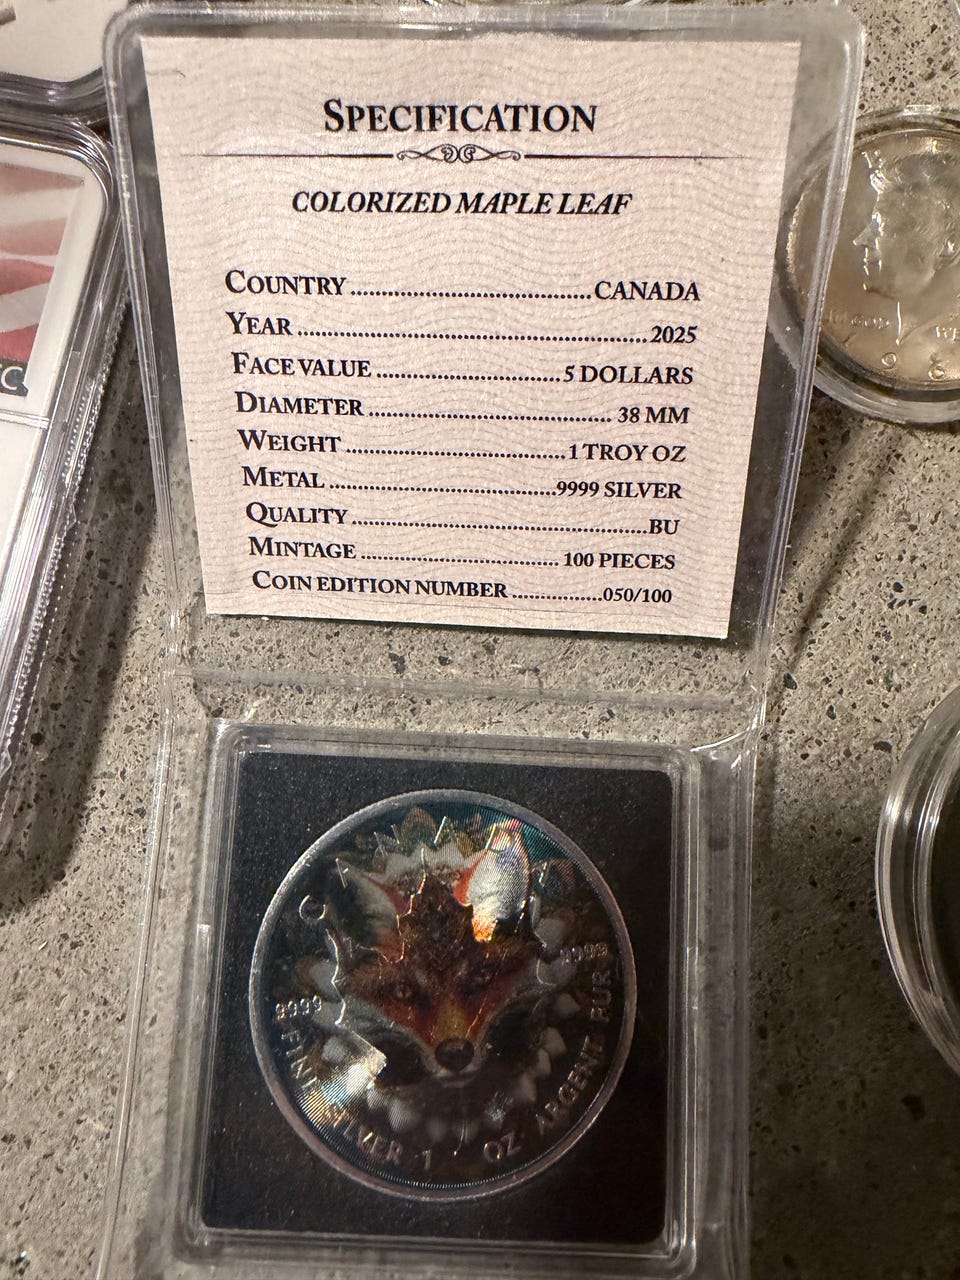 SPECIFICATION
COLORIZED MAPLE LEAF
COUNTRY.................................CANADA
YEAR................................................2025
FACE VALUE..........................5 DOLLARS
DIAMETER.................................. 38 MM
WEIGHT...............................1 TROY OZ
METAL................................9999 SILVER
QUALITY..........................................BU
MINTAGE............................ 100 PIECES
COIN EDITION NUMBER.............050/100
CANADA
9999
9999
FINE SILVER 1 OZ ARGENT PUR
196